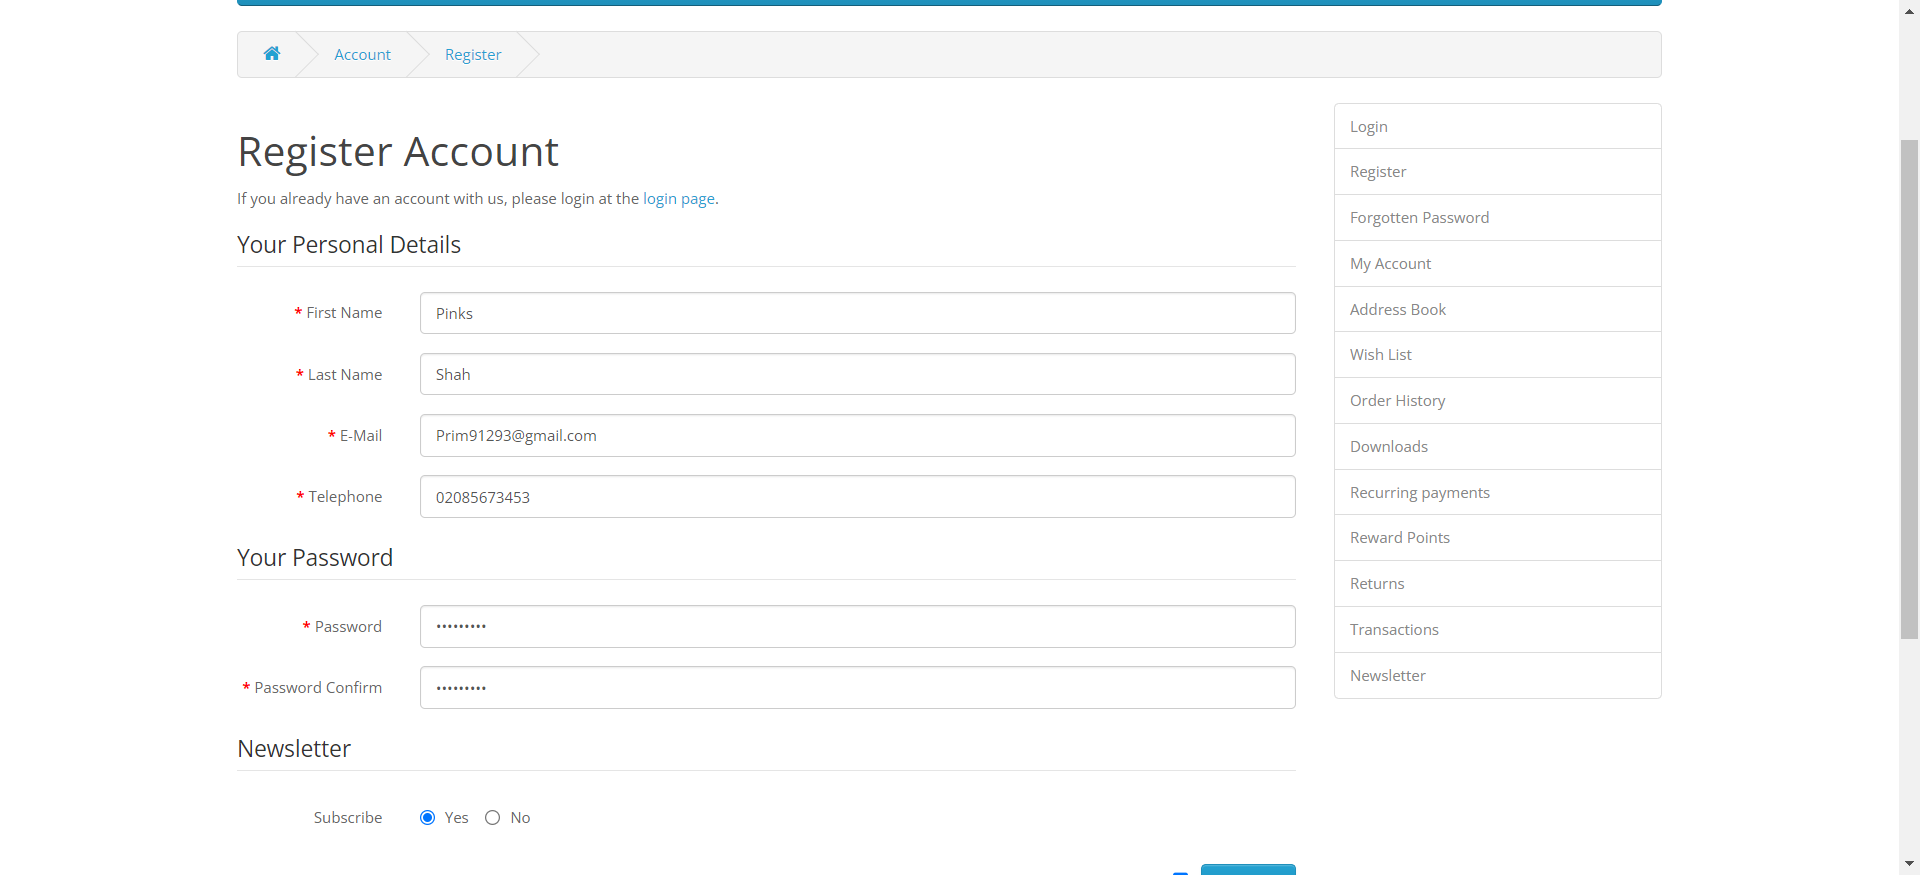 Account
Register
Register Account
If you already have an account with us, please login at the login page.
Your Personal Details
* First Name
Pinks
* Last Name
Shah
* E-Mail
Prim91293@gmail.com
* Telephone
02085673453
Your Password
* Password
•••••••••
* Password Confirm
•••••••••
Newsletter
Subscribe
Yes
No
Login
Register
Forgotten Password
My Account
Address Book
Wish List
Order History
Downloads
Recurring payments
Reward Points
Returns
Transactions
Newsletter